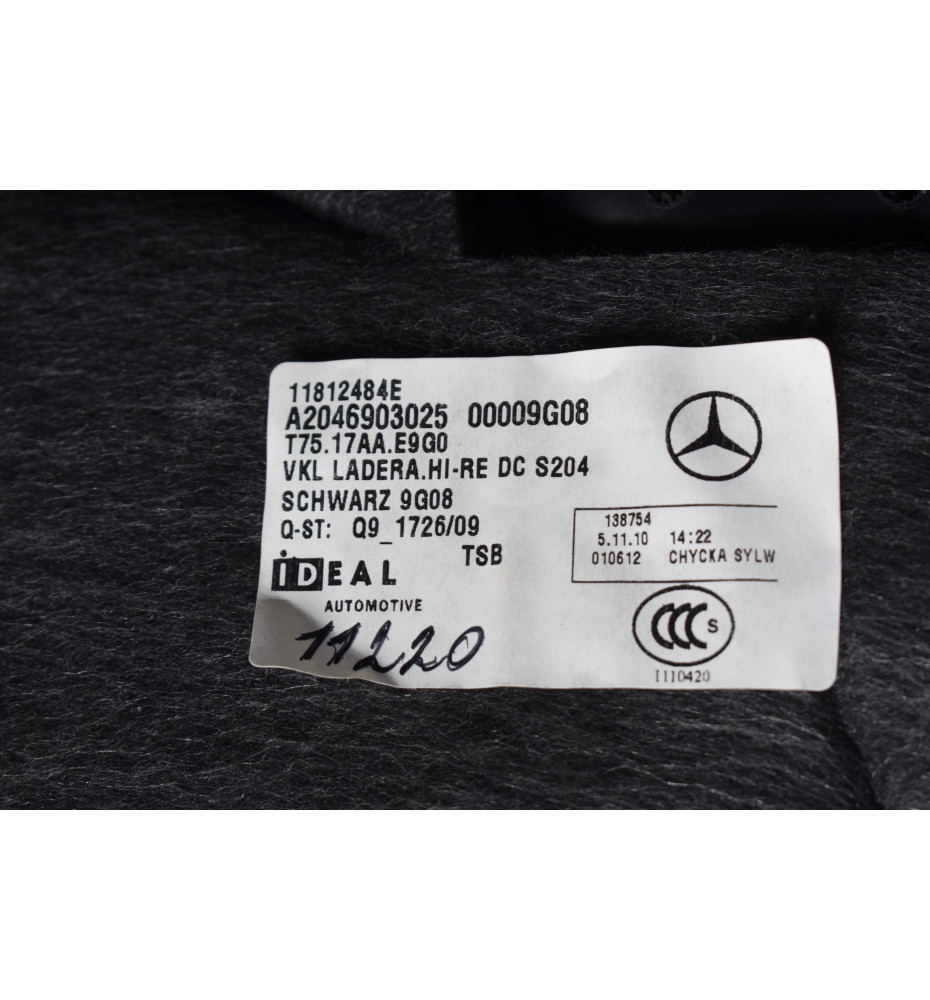 11812484E
A2046903025 00009G08
T75.17AA.E9G0
VKL LADERA.HI-RE DC S204
SCHWARZ 9G08
Q-ST: Q9_1726/09
TSB
iDEAL
AUTOMOTIVE
11220
138754
5.11.10 14:22
010612 CHYCKA SYLW
CCC S
1110420